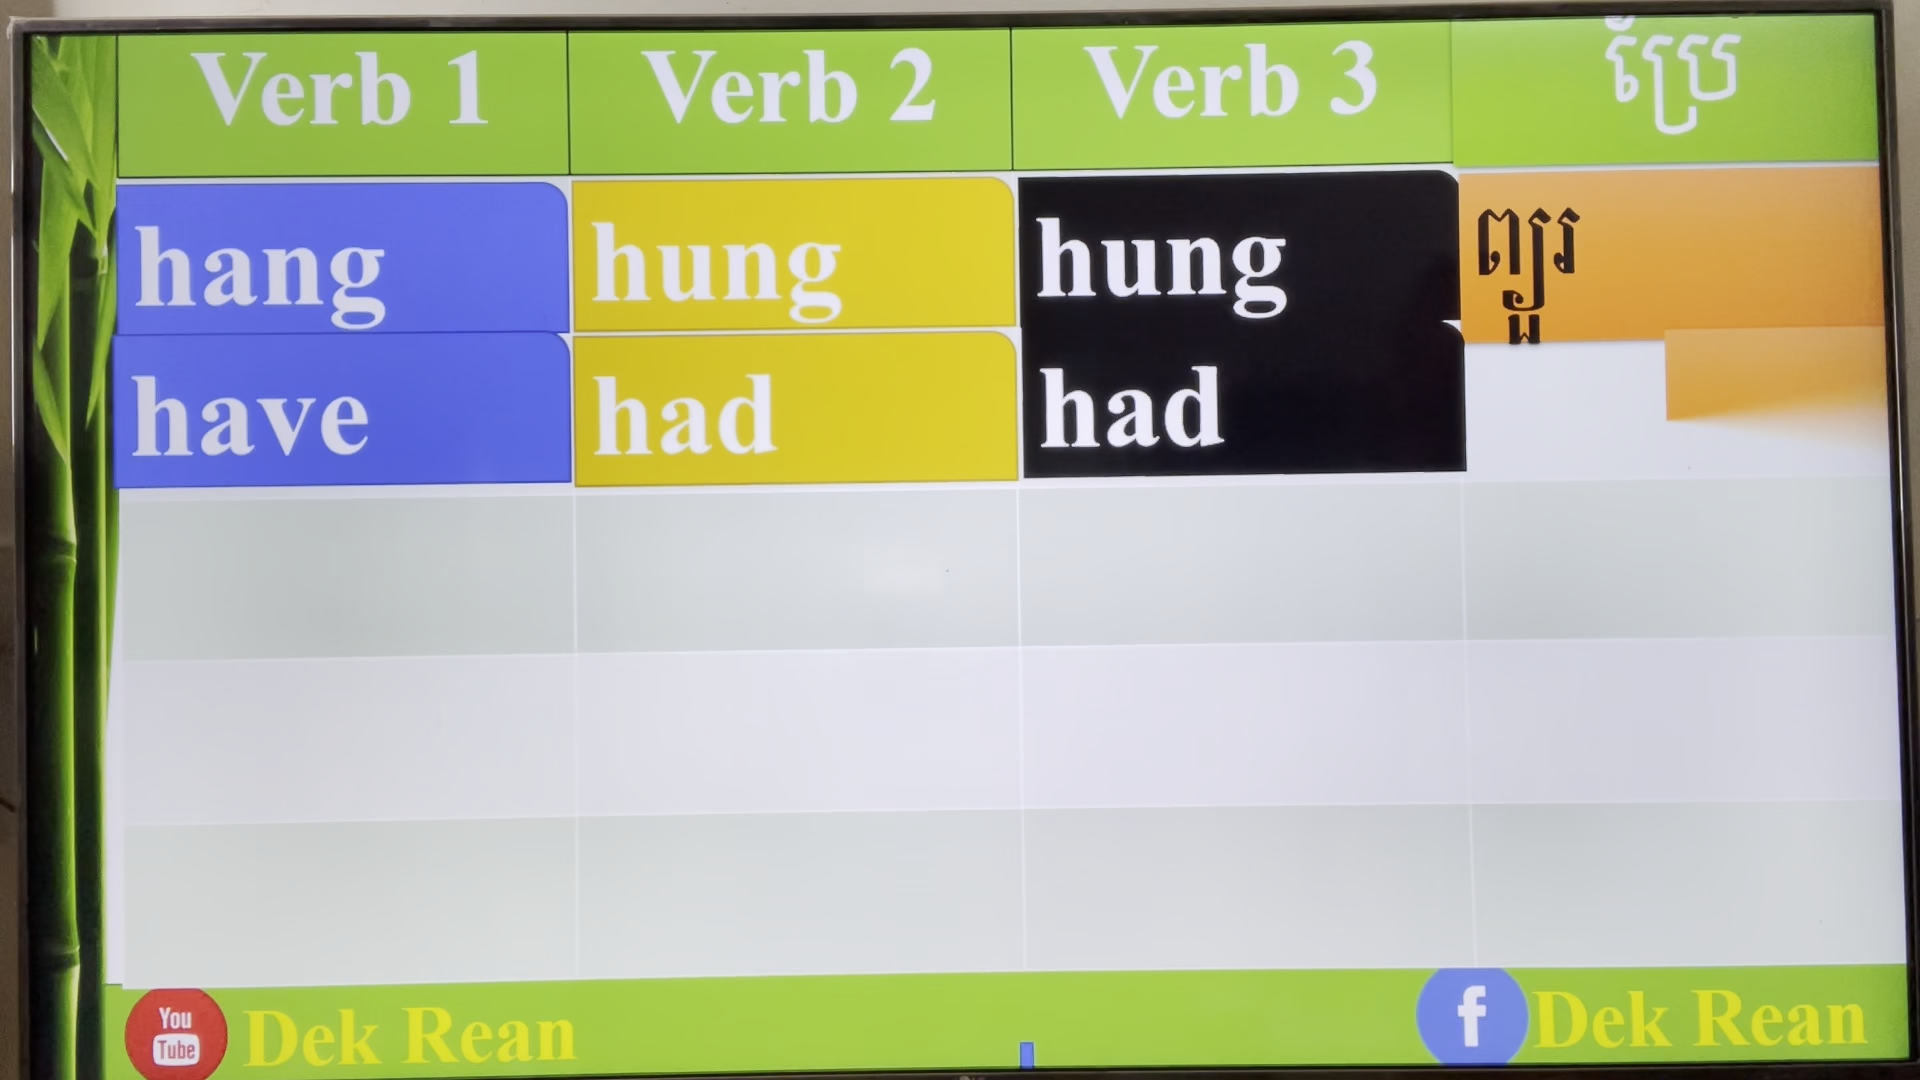 Verb 1 Verb 2 Verb 3 ប្រែ
hang hung hung ព្យួរ
have had had
You Tube Dek Rean f Dek Rean